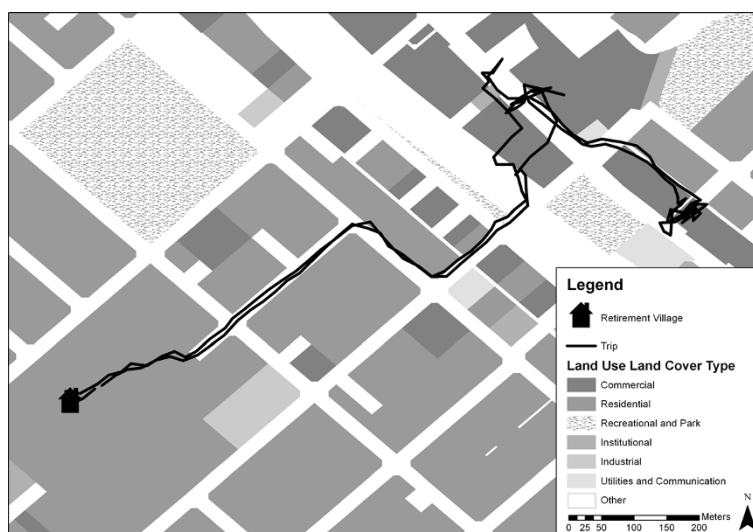 Legend
Retirement Village
Trip
Land Use Land Cover Type
Commercial
Residential
Recreational and Park
Institutional
Industrial
Utilities and Communication
Other
N
Meters
0 25 50 100 150 200